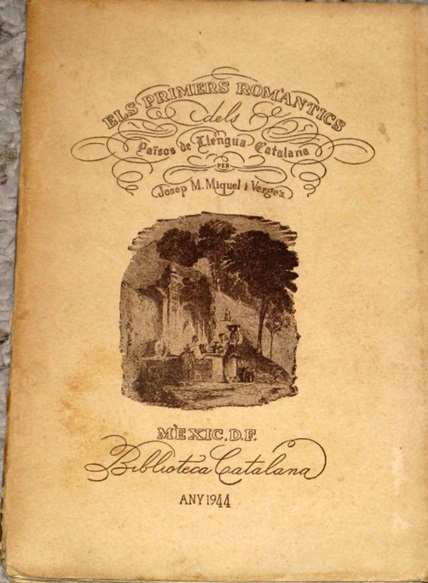 ELS PRIMERS ROMÀNTICS
dels
Països de Llengua Catalana
PER
Josep M. Miquel i Vergés
MÈXIC. D.F.
Biblioteca Catalana
ANY 1944